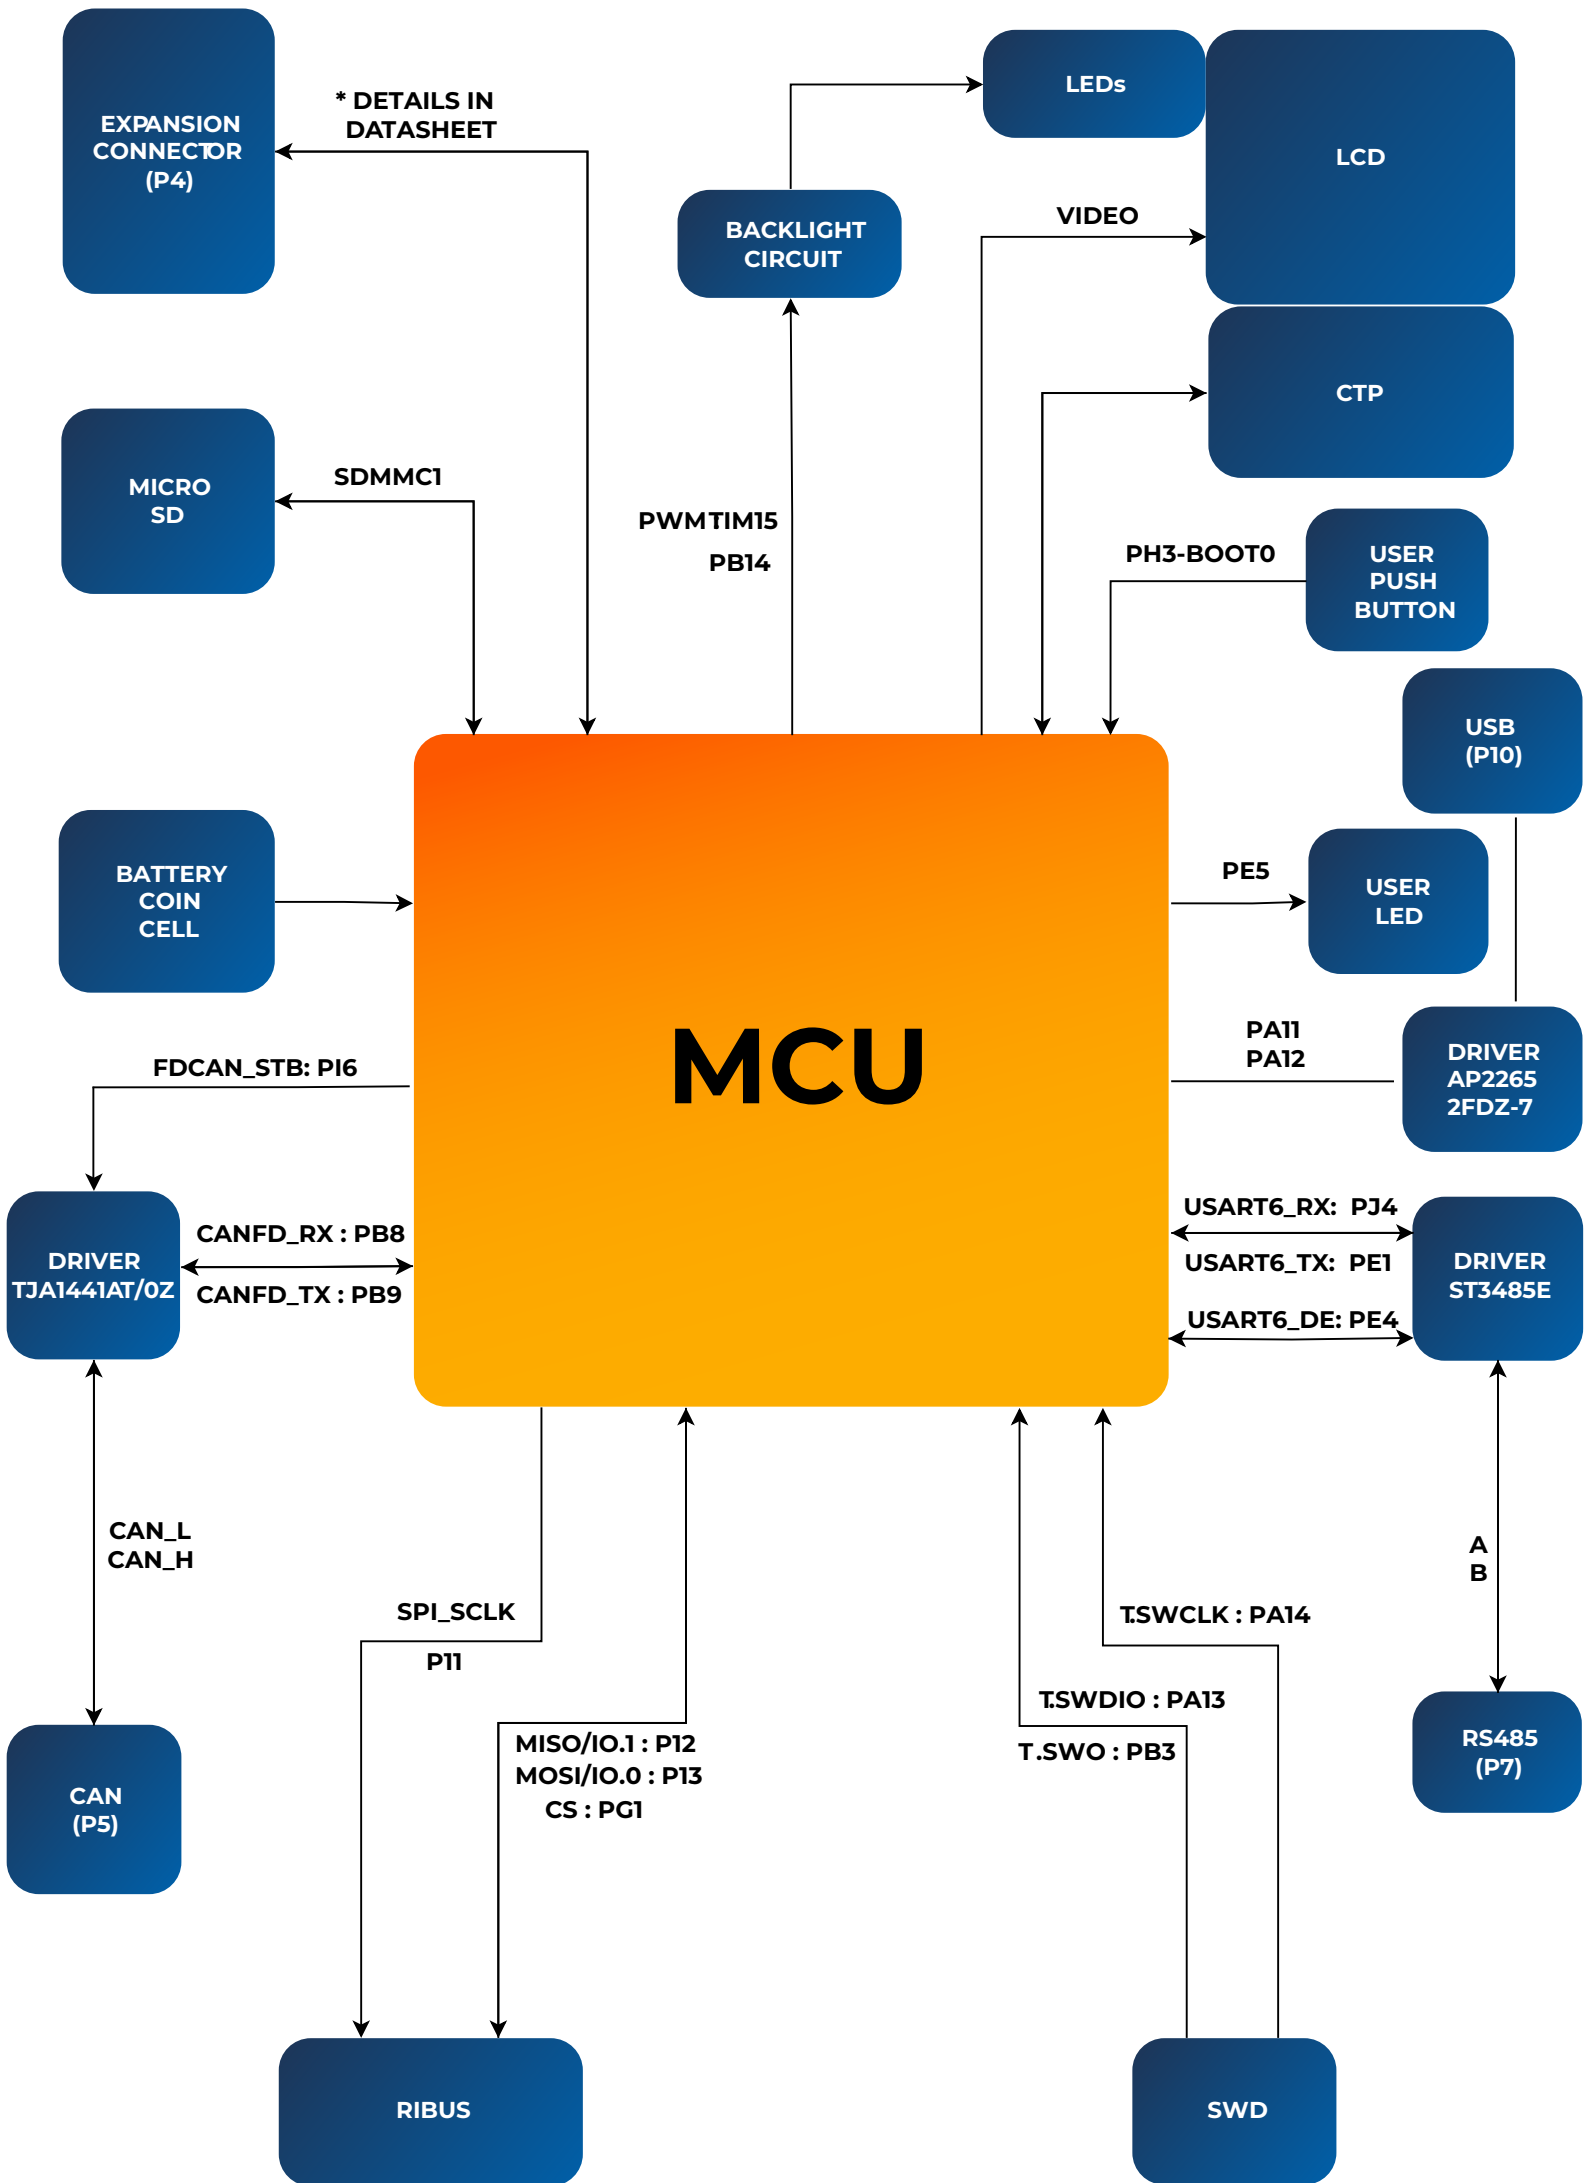 EXPANSION
CONNECTOR
(P4)
* DETAILS IN
DATASHEET
LEDs
LCD
BACKLIGHT
CIRCUIT
VIDEO
CTP
MICRO
SD
SDMMC1
PWM:TIM15
PB14
PH3-BOOT0
USER
PUSH
BUTTON
USB
(P10)
BATTERY
COIN
CELL
PE5
USER
LED
MCU
FDCAN_STB: PI6
PA11
PA12
DRIVER
AP2265
2FDZ-7
DRIVER
TJA1441AT/0Z
CANFD_RX : PB8
CANFD_TX : PB9
USART6_RX: PJ4
USART6_TX: PE1
USART6_DE: PE4
DRIVER
ST3485E
CAN_L
CAN_H
A
B
SPI_SCLK
P11
T.SWCLK : PA14
T.SWDIO : PA13
T.SWO : PB3
MISO/IO.1 : P12
MOSI/IO.0 : P13
CS : PG1
RS485
(P7)
CAN
(P5)
RIBUS
SWD